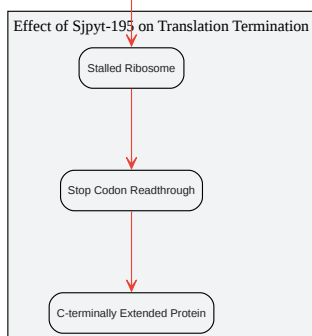 Effect of Sjpyt-195 on Translation Termination
Stalled Ribosome
Stop Codon Readthrough
C-terminally Extended Protein